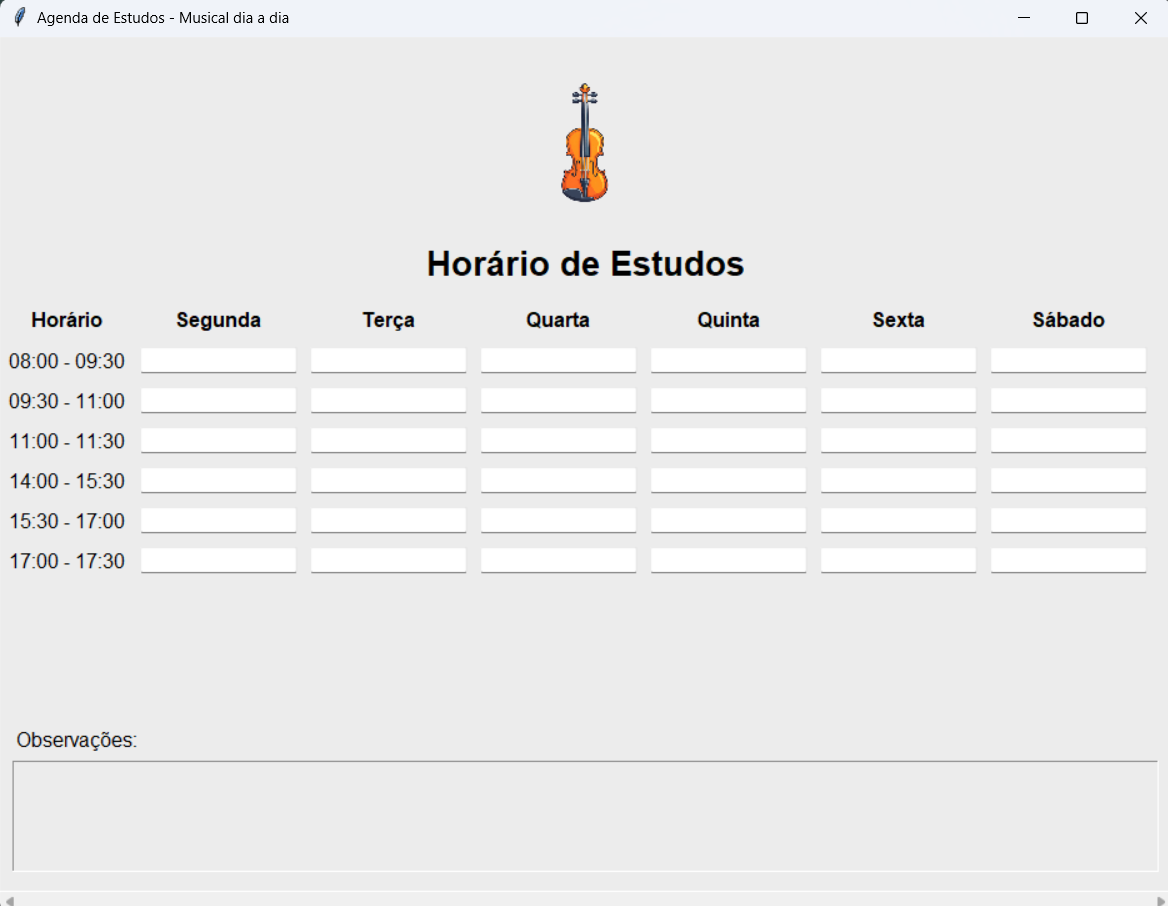 Agenda de Estudos - Musical dia a dia
Horário de Estudos
Horário Segunda Terça Quarta Quinta Sexta Sábado
08:00 - 09:30
09:30 - 11:00
11:00 - 11:30
14:00 - 15:30
15:30 - 17:00
17:00 - 17:30
Observações: